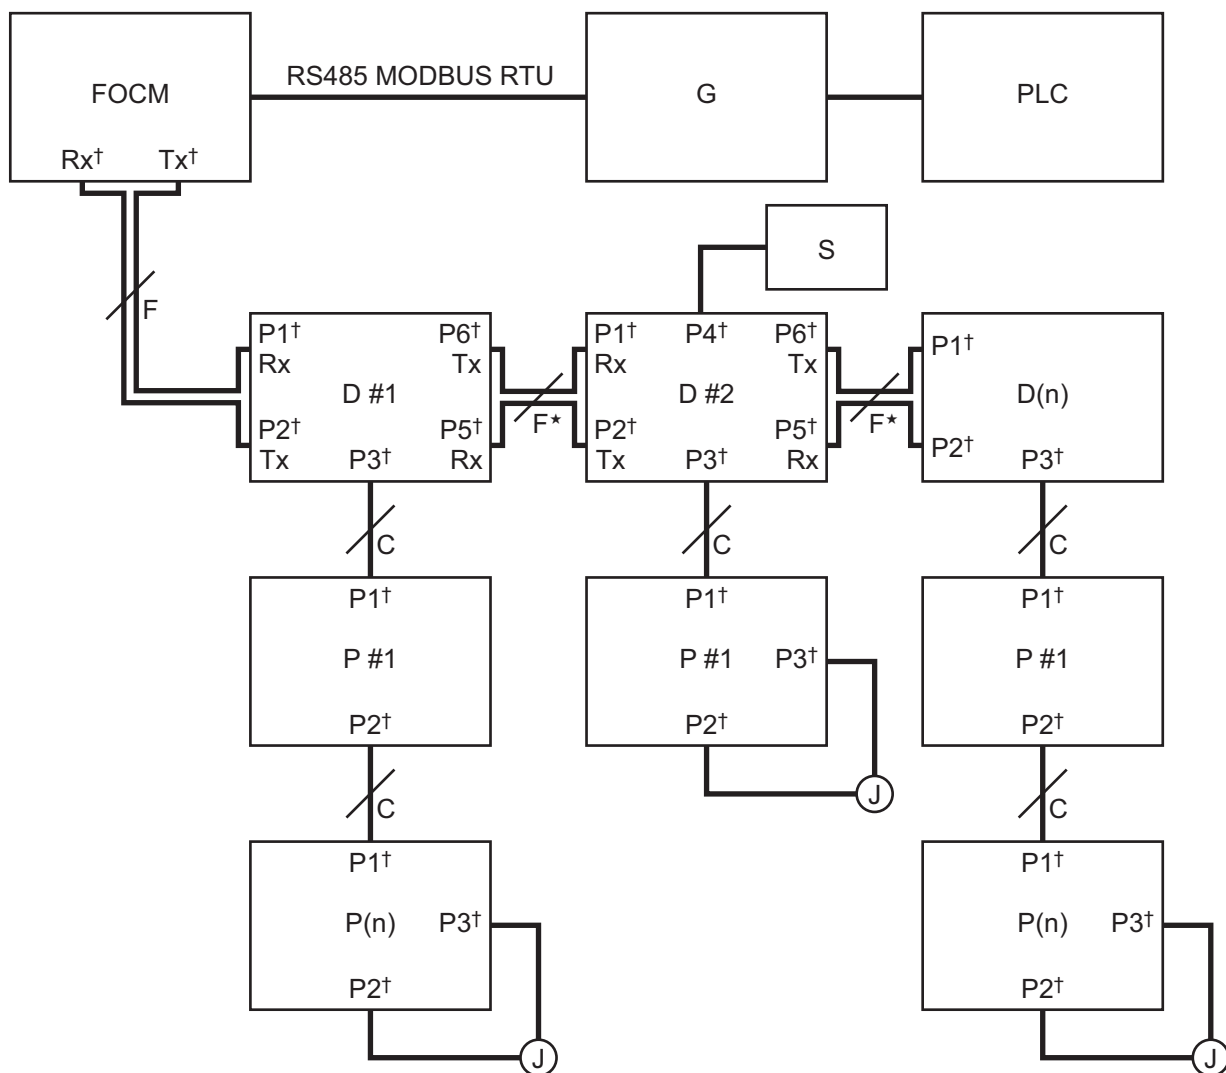 FOCM
RS485 MODBUS RTU
G
PLC
Rx†
Tx†
S
F
P1†
Rx
P6†
Tx
P1†
Rx
P4†
P6†
Tx
P1†
D #1
D #2
D(n)
F★
F★
P2†
Tx
P3†
P5†
Rx
P2†
Tx
P3†
P5†
Rx
P2†
P3†
C
C
C
P1†
P1†
P1†
P #1
P #1
P3†
P #1
P2†
P2†
P2†
C
J
C
P1†
P1†
P(n)
P3†
P(n)
P3†
P2†
P2†
J
J